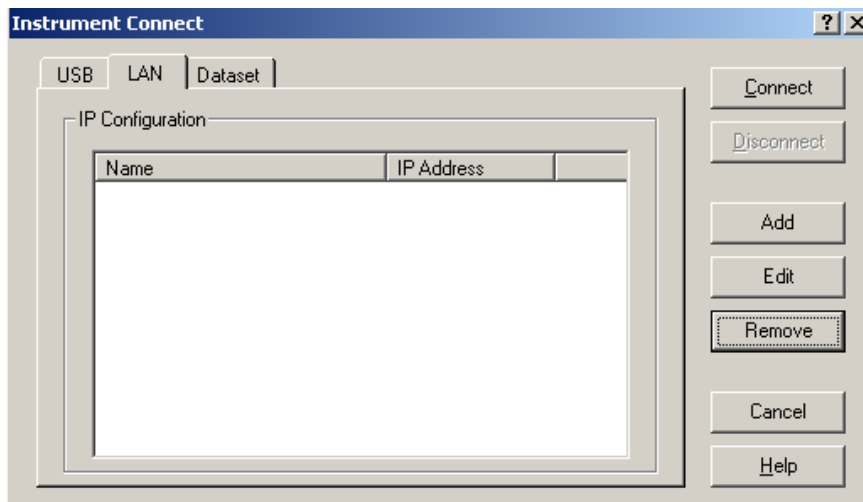 Instrument Connect
USB LAN Dataset
IP Configuration
Name IP Address
Connect
Disconnect
Add
Edit
Remove
Cancel
Help